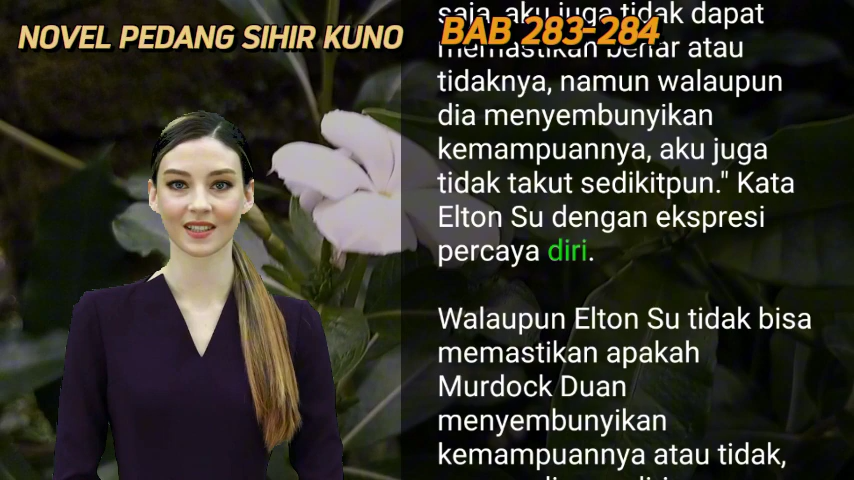 NOVEL PEDANG SIHIR KUNO
BAB 283-284
saja, aku juga tidak dapat
memastikan benar atau
tidaknya, namun walaupun
dia menyembunyikan
kemampuannya, aku juga
tidak takut sedikitpun." Kata
Elton Su dengan ekspresi
percaya diri.
Walaupun Elton Su tidak bisa
memastikan apakah
Murdock Duan
menyembunyikan
kemampuannya atau tidak,